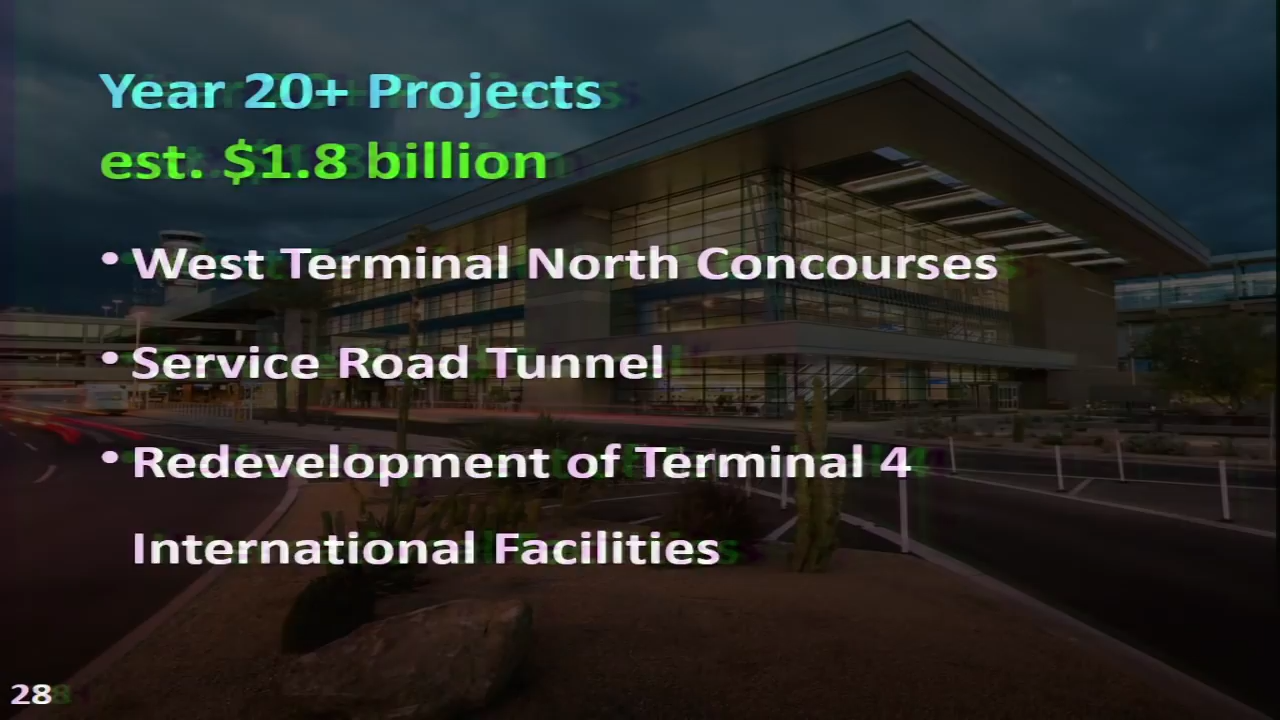 Year 20+ Projects
est. $1.8 billion
• West Terminal North Concourses
• Service Road Tunnel
• Redevelopment of Terminal 4
International Facilities
28